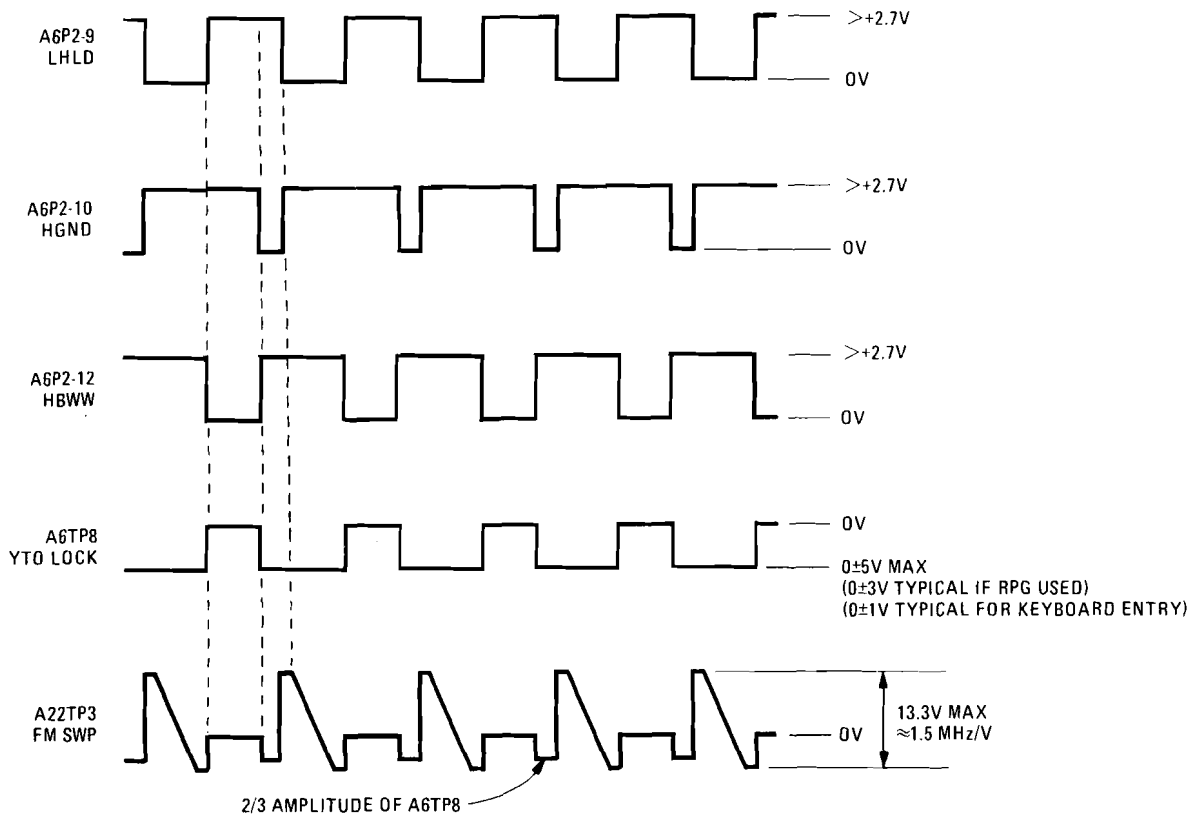 A6P2-9
LHLD
>+2.7V
0V
A6P2-10
HGND
>+2.7V
0V
A6P2-12
HBWW
>+2.7V
0V
A6TP8
YTO LOCK
0V
0±5V MAX
(0±3V TYPICAL IF RPG USED)
(0±1V TYPICAL FOR KEYBOARD ENTRY)
A22TP3
FM SWP
0V
13.3V MAX
≈1.5 MHz/V
2/3 AMPLITUDE OF A6TP8